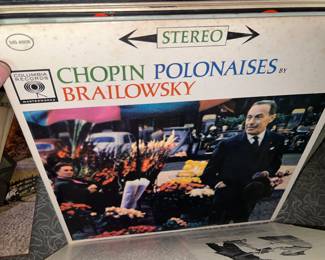 STEREO
COLUMBIA RECORDS
MASTERWORKS
CHOPIN POLONAISES BY
BRAILOWSKY